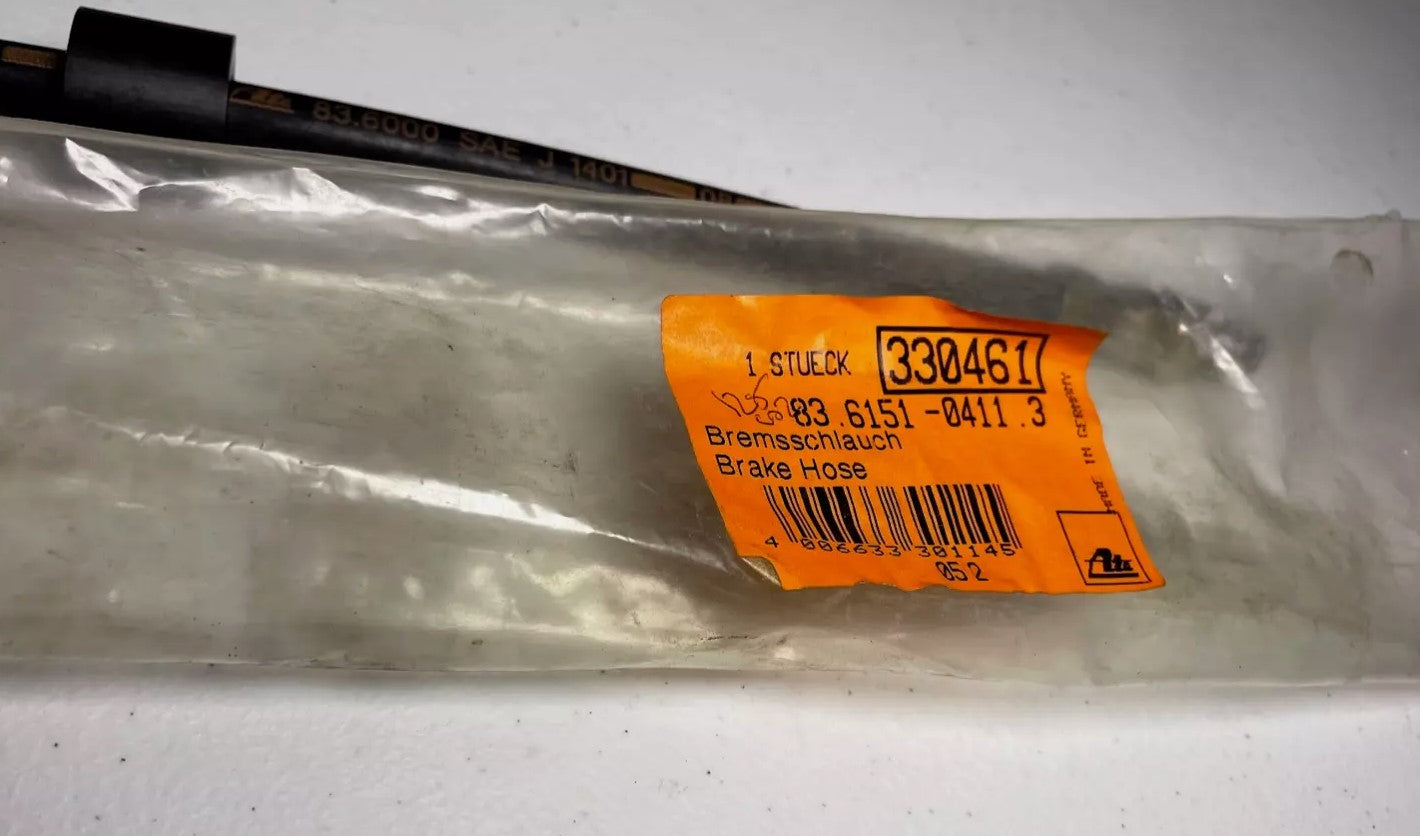 Ate 83.6000 SAE J 1401
1 STUECK 330461
83.6151-0411.3
Bremsschlauch
Brake Hose
4 006633 301145
052
MADE IN GERMANY
Ate